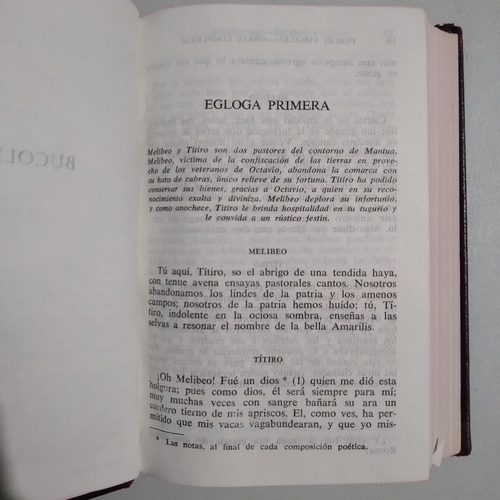 BUCOLI
EGLOGA PRIMERA
Melibeo y Títiro son dos pastores del contorno de Mantua.
Melibeo, víctima de la confiscación de las tierras en prove-
cho de los veteranos de Octavio, abandona la comarca con
su hato de cabras, único relieve de su fortuna. Títiro ha podido
conservar sus bienes, gracias a Octavio, a quien en su reco-
nocimiento exalta y diviniza. Melibeo deplora su infortunio,
y como anochece, Títiro le brinda hospitalidad en su tugurio y
le convida a un rústico festín.
MELIBEO
Tú aquí, Títiro, so el abrigo de una tendida haya,
con tenue avena ensayas pastorales cantos. Nosotros
abandonamos los lindes de la patria y los amenos
campos; nosotros de la patria hemos huído; tú, Tí-
tiro, indolente en la ociosa sombra, enseñas a las
selvas a resonar el nombre de la bella Amarilis.
TÍTIRO
¡Oh Melibeo! Fué un dios * (1) quien me dió esta
holgura; pues como dios, él será siempre para mí;
muy muchas veces con sangre bañará su ara un
cordero tierno de mis apriscos. El, como ves, ha per-
mitido que mis vacas vagabundearan, y que yo mis-
* Las notas, al final de cada composición poética.